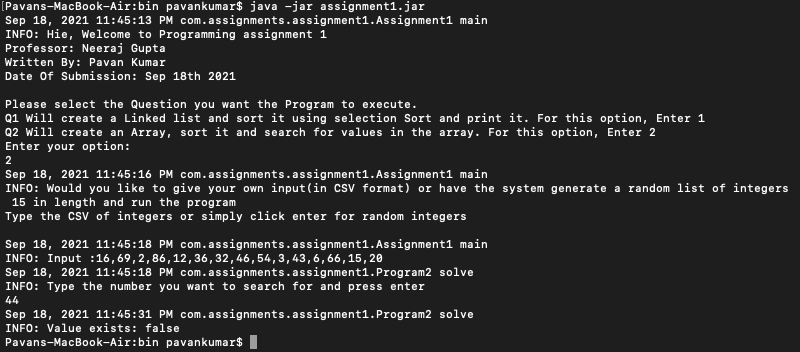 [Pavans-MacBook-Air:bin pavankumar$ java -jar assignment1.jar
Sep 18, 2021 11:45:13 PM com.assignments.assignment1.Assignment1 main
INFO: Hie, Welcome to Programming assignment 1
Professor: Neeraj Gupta
Written By: Pavan Kumar
Date Of Submission: Sep 18th 2021
Please select the Question you want the Program to execute.
Q1 Will create a Linked list and sort it using selection Sort and print it. For this option, Enter 1
Q2 Will create an Array, sort it and search for values in the array. For this option, Enter 2
Enter your option:
2
Sep 18, 2021 11:45:16 PM com.assignments.assignment1.Assignment1 main
INFO: Would you like to give your own input(in CSV format) or have the system generate a random list of integers
15 in length and run the program
Type the CSV of integers or simply click enter for random integers
Sep 18, 2021 11:45:18 PM com.assignments.assignment1.Assignment1 main
INFO: Input :16,69,2,86,12,36,32,46,54,3,43,6,66,15,20
Sep 18, 2021 11:45:18 PM com.assignments.assignment1.Program2 solve
INFO: Type the number you want to search for and press enter
44
Sep 18, 2021 11:45:31 PM com.assignments.assignment1.Program2 solve
INFO: Value exists: false
Pavans-MacBook-Air:bin pavankumar$